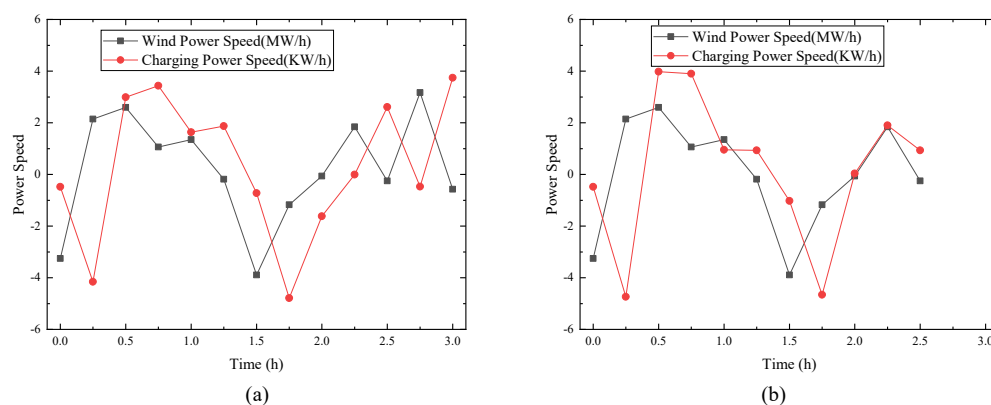 6
4
2
0
-2
-4
-6
Power Speed
Wind Power Speed(MW/h)
Charging Power Speed(KW/h)
0.0 0.5 1.0 1.5 2.0 2.5 3.0
Time (h)
(a)
6
4
2
0
-2
-4
-6
Power Speed
Wind Power Speed(MW/h)
Charging Power Speed(KW/h)
0.0 0.5 1.0 1.5 2.0 2.5 3.0
Time (h)
(b)